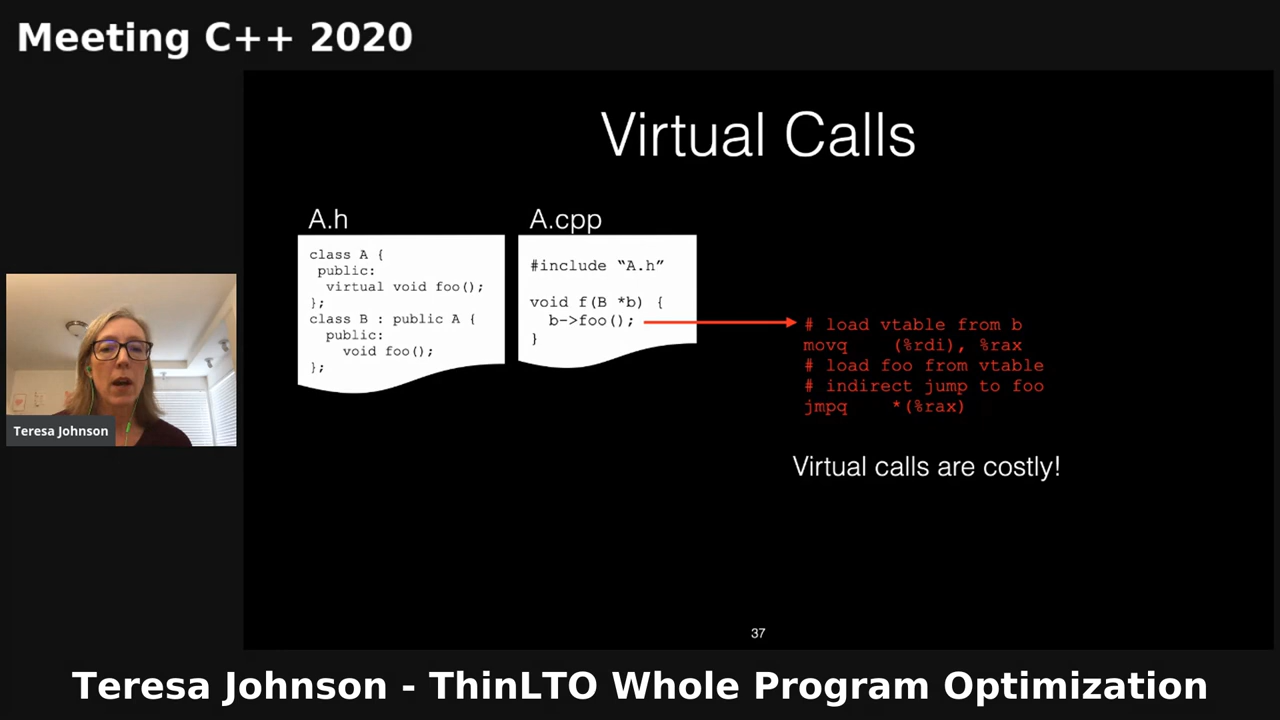 Meeting C++ 2020
Virtual Calls
A.h
class A {
public:
virtual void foo();
};
class B : public A {
public:
void foo();
};
A.cpp
#include “A.h”
void f(B *b) {
b->foo();
}
# load vtable from b
movq (%rdi), %rax
# load foo from vtable
# indirect jump to foo
jmpq *(%rax)
Virtual calls are costly!
Teresa Johnson
37
Teresa Johnson - ThinLTO Whole Program Optimization